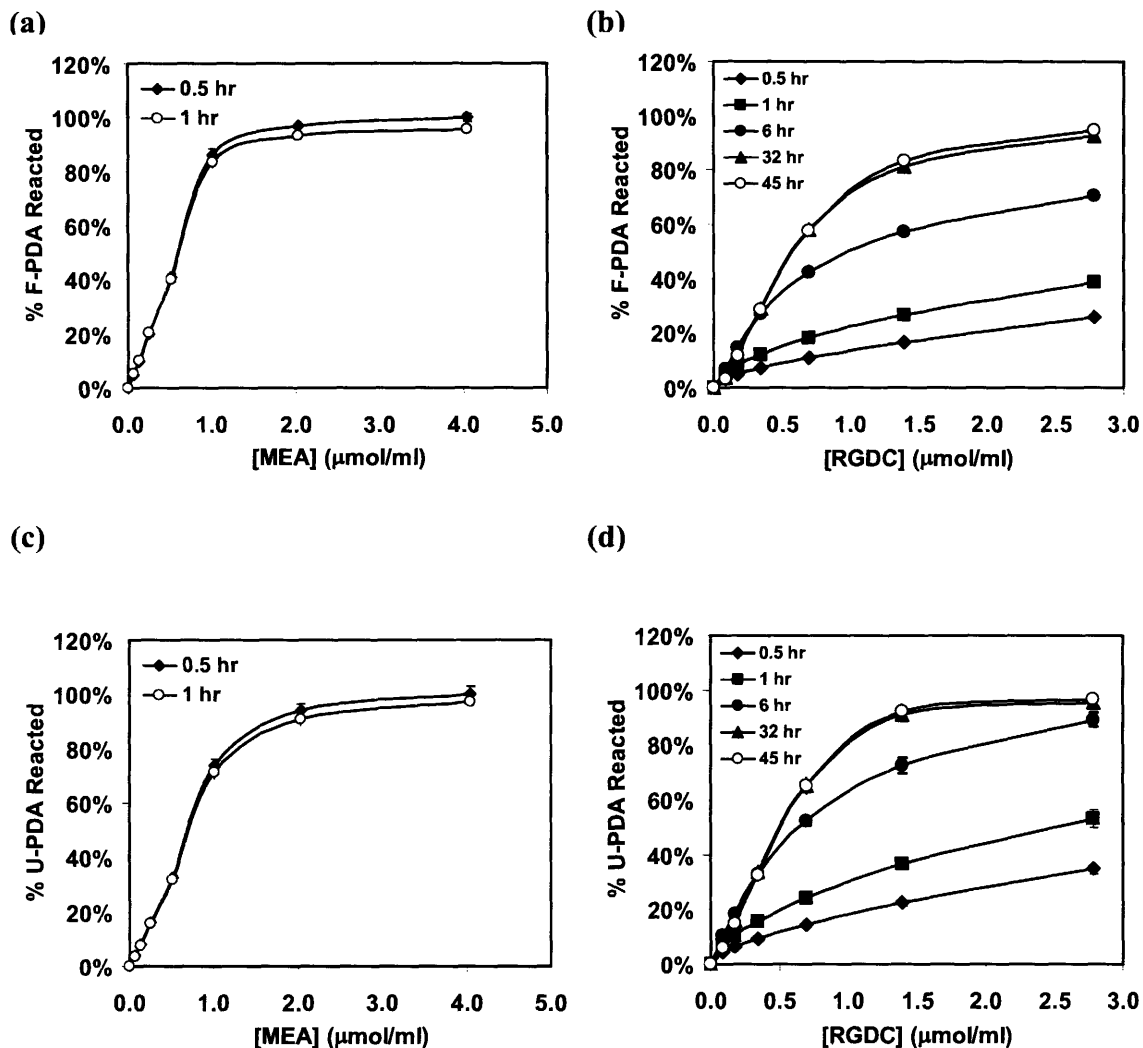 (a)
120%
100%
80%
60%
40%
20%
0%
% F-PDA Reacted
0.5 hr
1 hr
0.0 1.0 2.0 3.0 4.0 5.0
[MEA] (µmol/ml)
(b)
120%
100%
80%
60%
40%
20%
0%
% F-PDA Reacted
0.5 hr
1 hr
6 hr
32 hr
45 hr
0.0 0.5 1.0 1.5 2.0 2.5 3.0
[RGDC] (µmol/ml)
(c)
120%
100%
80%
60%
40%
20%
0%
% U-PDA Reacted
0.5 hr
1 hr
0.0 1.0 2.0 3.0 4.0 5.0
[MEA] (µmol/ml)
(d)
120%
100%
80%
60%
40%
20%
0%
% U-PDA Reacted
0.5 hr
1 hr
6 hr
32 hr
45 hr
0.0 0.5 1.0 1.5 2.0 2.5 3.0
[RGDC] (µmol/ml)